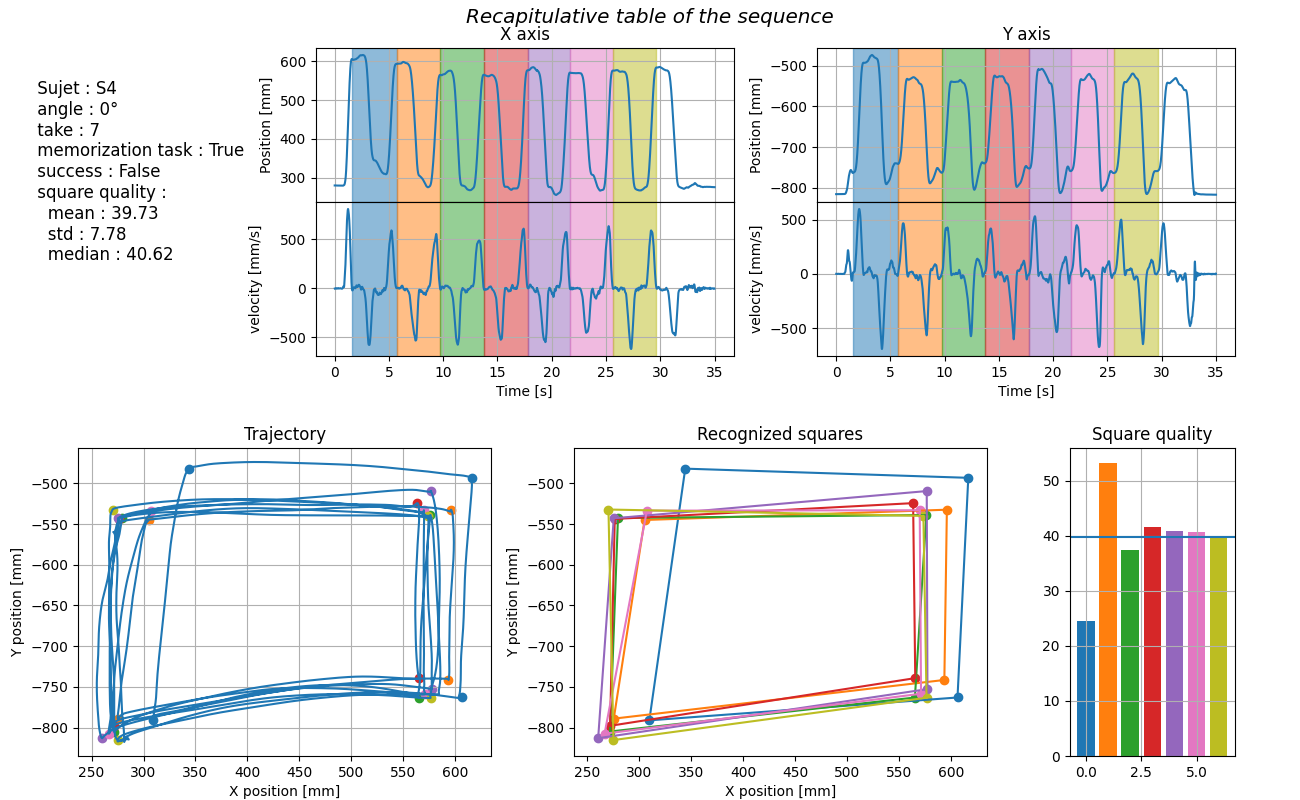 Recapitulative table of the sequence
Sujet : S4
angle : 0°
take : 7
memorization task : True
success : False
square quality :
mean : 39.73
std : 7.78
median : 40.62
X axis
Position [mm]
600
500
400
300
velocity [mm/s]
500
0
−500
0 5 10 15 20 25 30 35
Time [s]
Y axis
Position [mm]
−500
−600
−700
−800
velocity [mm/s]
500
0
−500
0 5 10 15 20 25 30 35
Time [s]
Trajectory
Y position [mm]
−500
−550
−600
−650
−700
−750
−800
250 300 350 400 450 500 550 600
X position [mm]
Recognized squares
Y position [mm]
−500
−550
−600
−650
−700
−750
−800
250 300 350 400 450 500 550 600
X position [mm]
Square quality
50
40
30
20
10
0
0.0 2.5 5.0